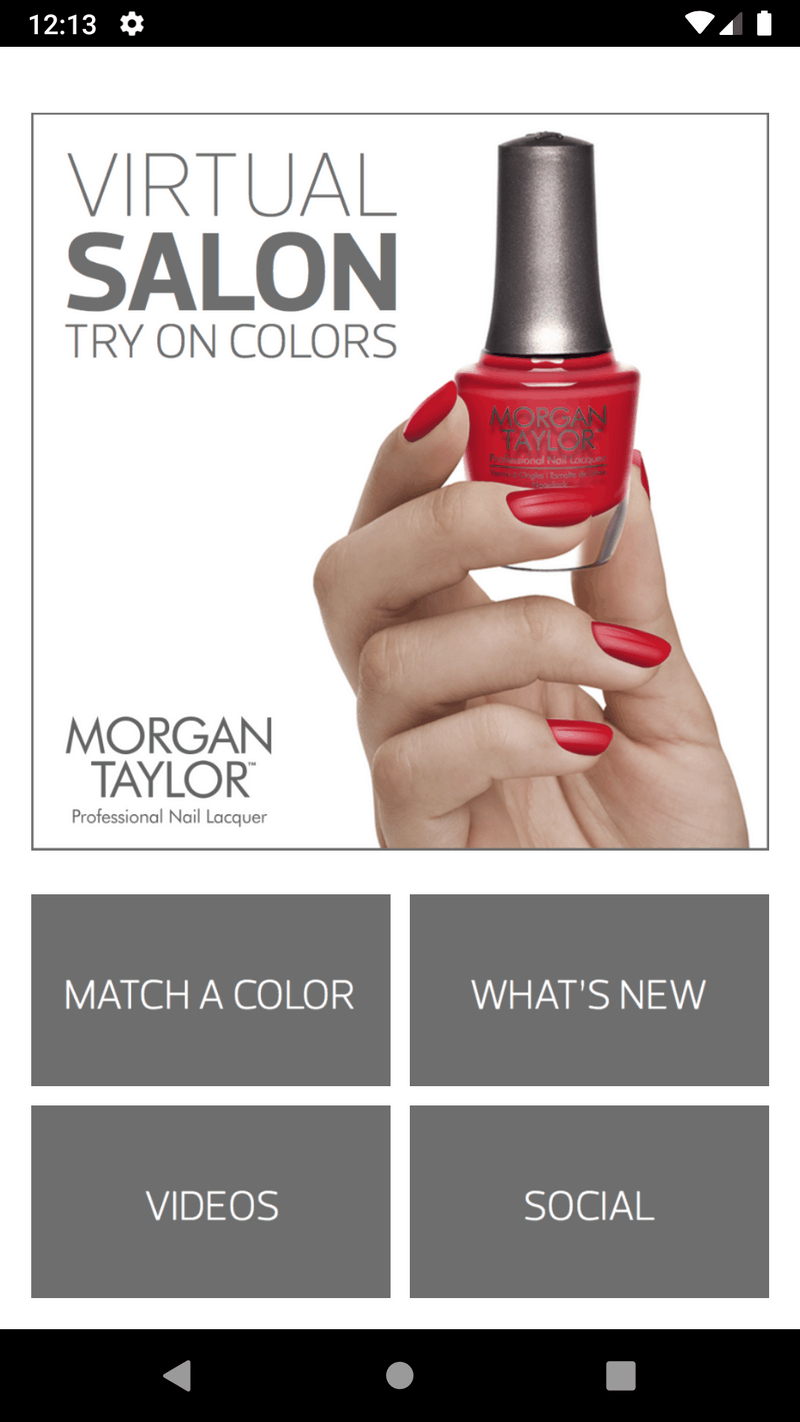 12:13
VIRTUAL
SALON
TRY ON COLORS
MORGAN
TAYLOR
Professional Nail Lacquer
MORGAN
TAYLOR™
Professional Nail Lacquer
MATCH A COLOR
WHAT'S NEW
VIDEOS
SOCIAL